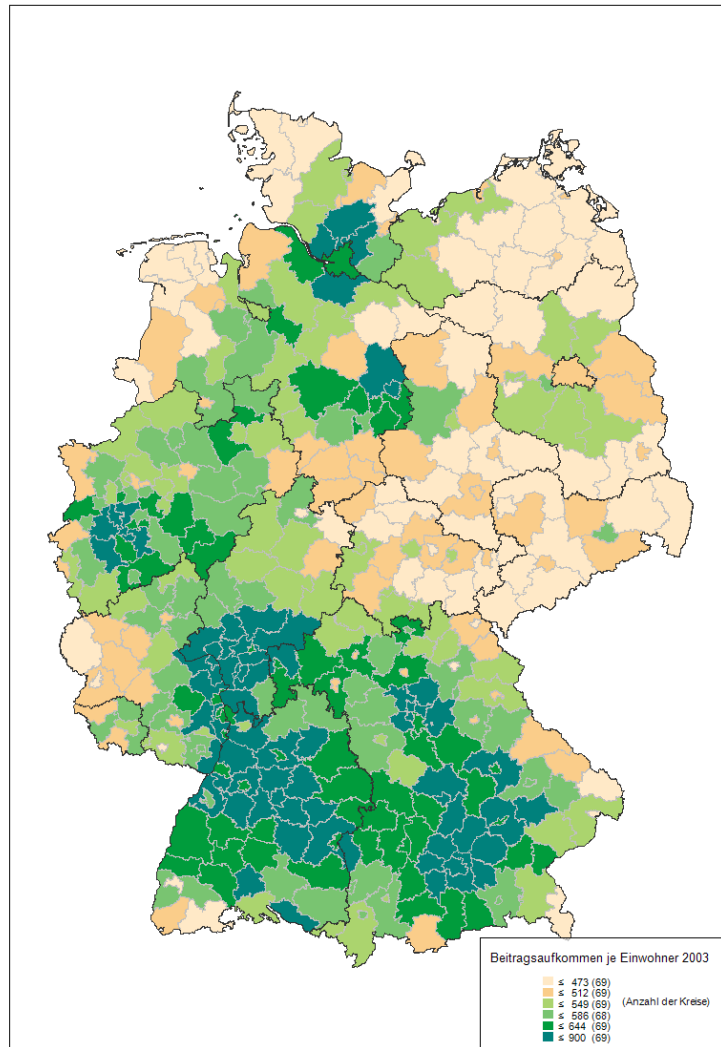 Beitragsaufkommen je Einwohner 2003
≤ 473 (69)
≤ 512 (69)
≤ 549 (69) (Anzahl der Kreise)
≤ 586 (68)
≤ 644 (69)
≤ 900 (69)